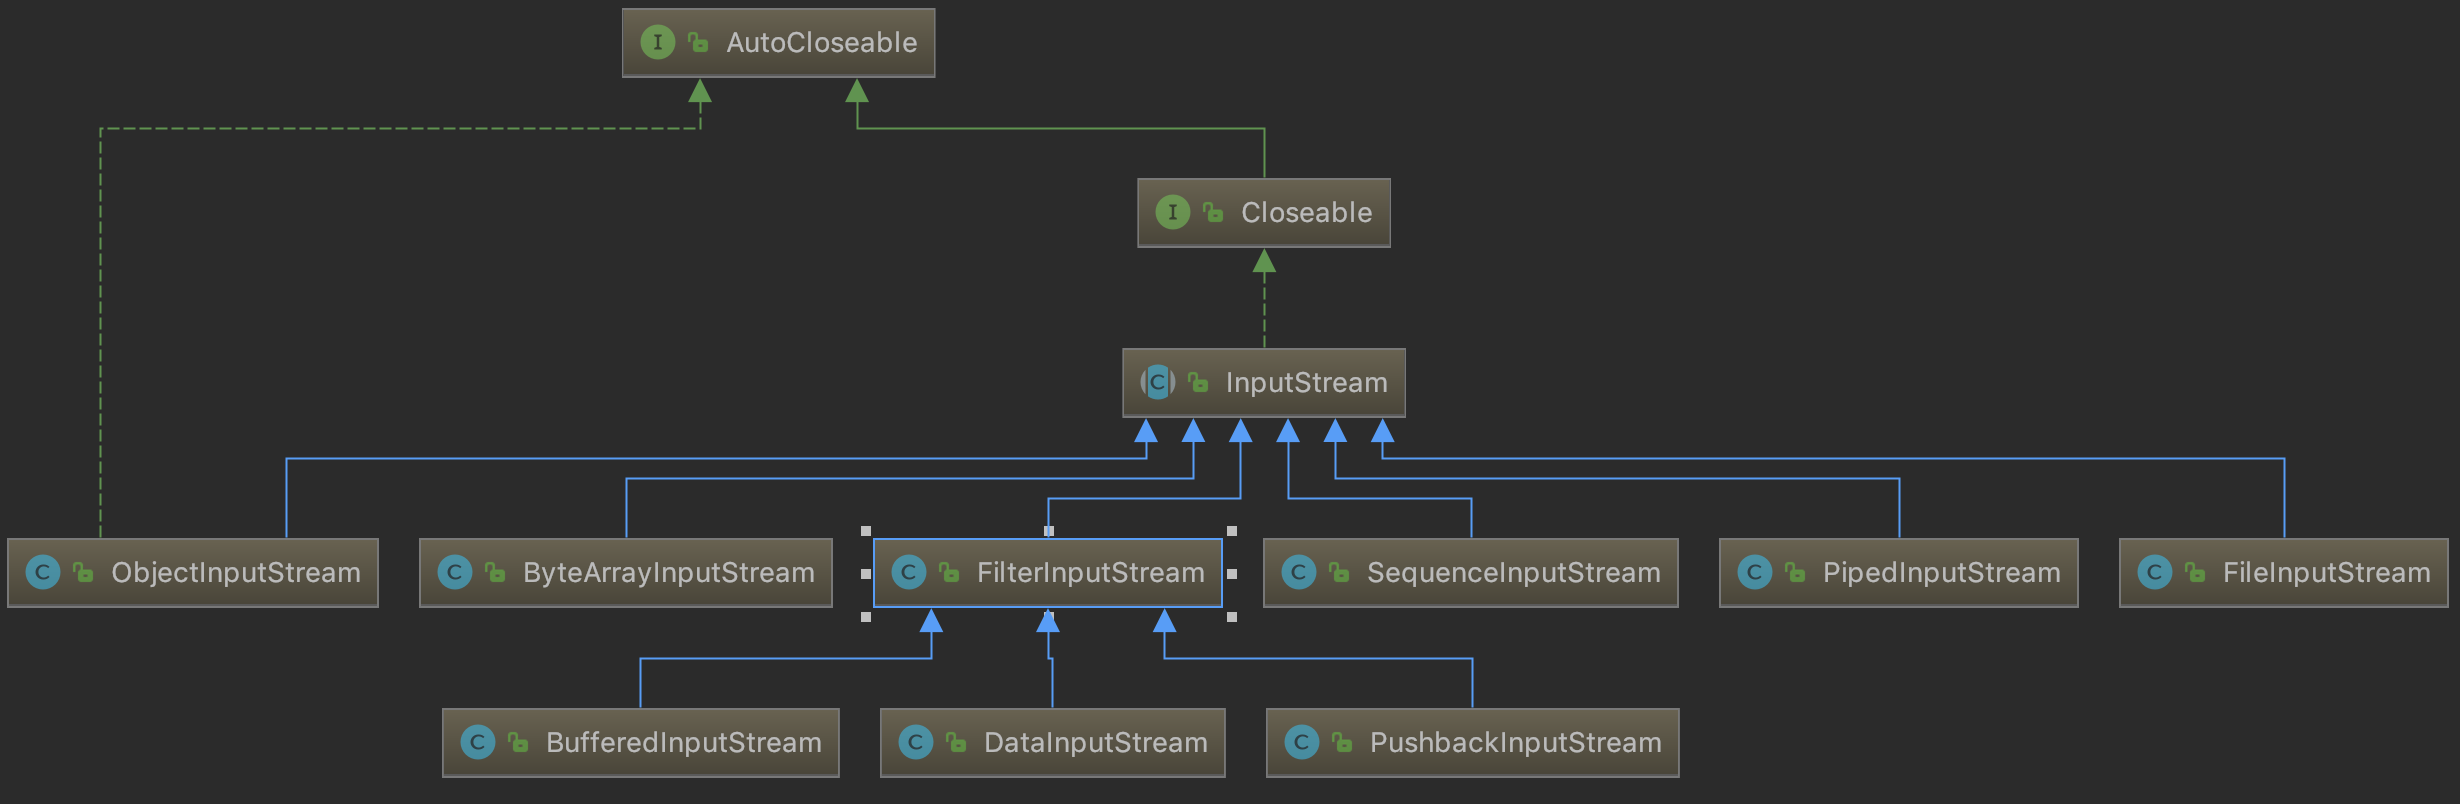 I AutoCloseable
I Closeable
C InputStream
C ObjectInputStream
C ByteArrayInputStream
C FilterInputStream
C SequenceInputStream
C PipedInputStream
C FileInputStream
C BufferedInputStream
C DataInputStream
C PushbackInputStream